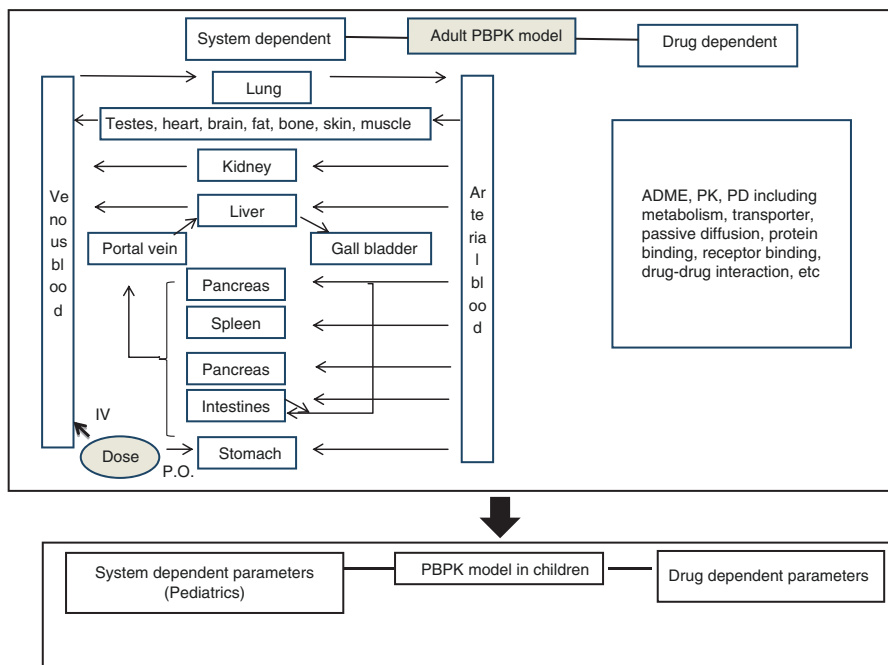 System dependent
Adult PBPK model
Drug dependent
Lung
Testes, heart, brain, fat, bone, skin, muscle
Kidney
Liver
Portal vein
Gall bladder
Pancreas
Spleen
Pancreas
Intestines
Stomach
IV
Dose
P.O.
Ve
no
us
bl
oo
d
Ar
te
ria
l
bl
oo
d
ADME, PK, PD including
metabolism, transporter,
passive diffusion, protein
binding, receptor binding,
drug-drug interaction, etc
System dependent parameters
(Pediatrics)
PBPK model in children
Drug dependent parameters